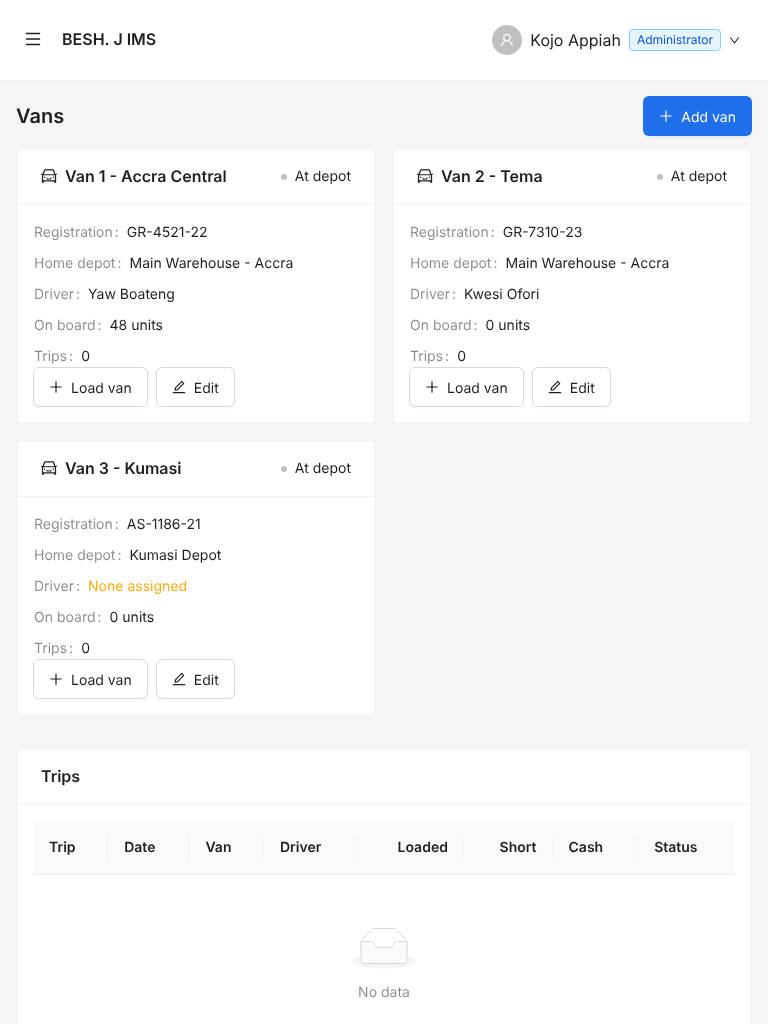 BESH. J IMS
Kojo Appiah
Administrator
Vans
Add van
Van 1 - Accra Central
At depot
Registration: GR-4521-22
Home depot: Main Warehouse - Accra
Driver: Yaw Boateng
On board: 48 units
Trips: 0
Load van
Edit
Van 2 - Tema
At depot
Registration: GR-7310-23
Home depot: Main Warehouse - Accra
Driver: Kwesi Ofori
On board: 0 units
Trips: 0
Load van
Edit
Van 3 - Kumasi
At depot
Registration: AS-1186-21
Home depot: Kumasi Depot
Driver: None assigned
On board: 0 units
Trips: 0
Load van
Edit
Trips
Trip Date Van Driver Loaded Short Cash Status
No data